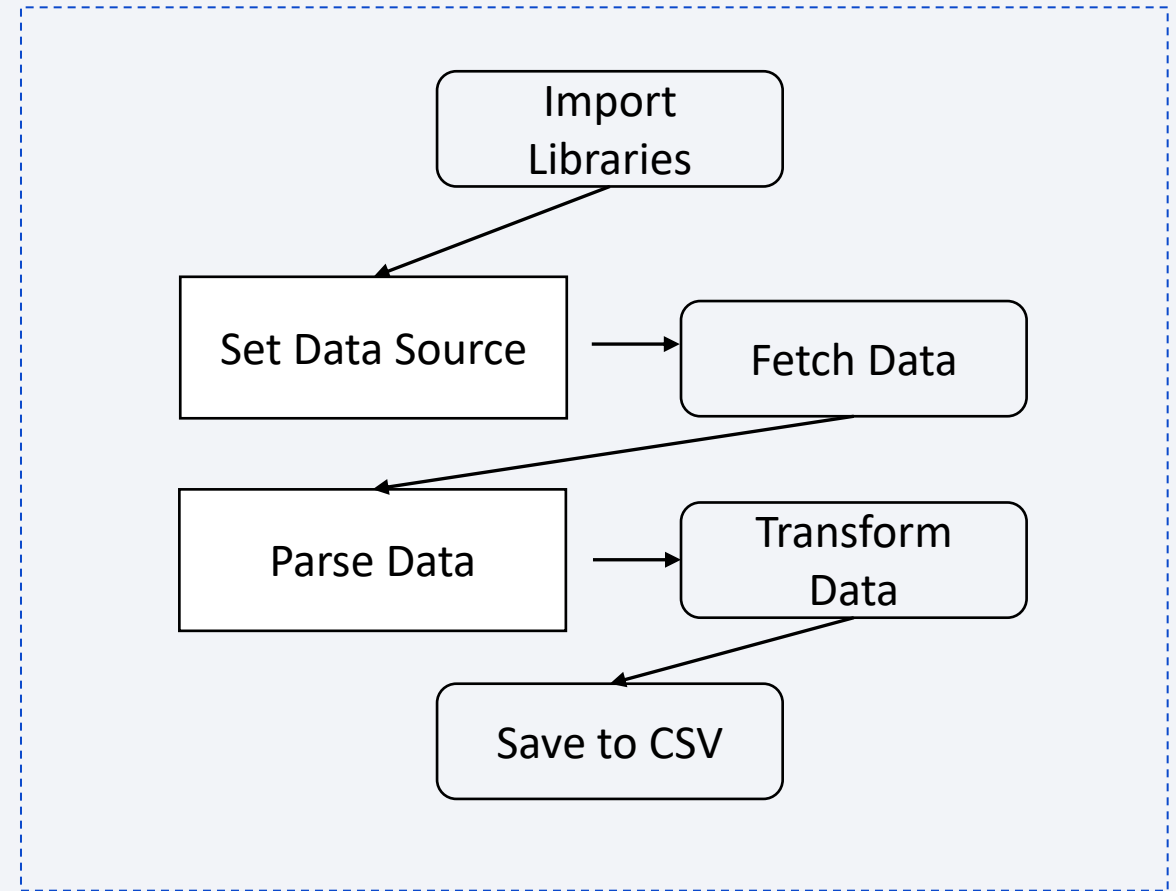 Import
Libraries
Set Data Source
Fetch Data
Parse Data
Transform
Data
Save to CSV